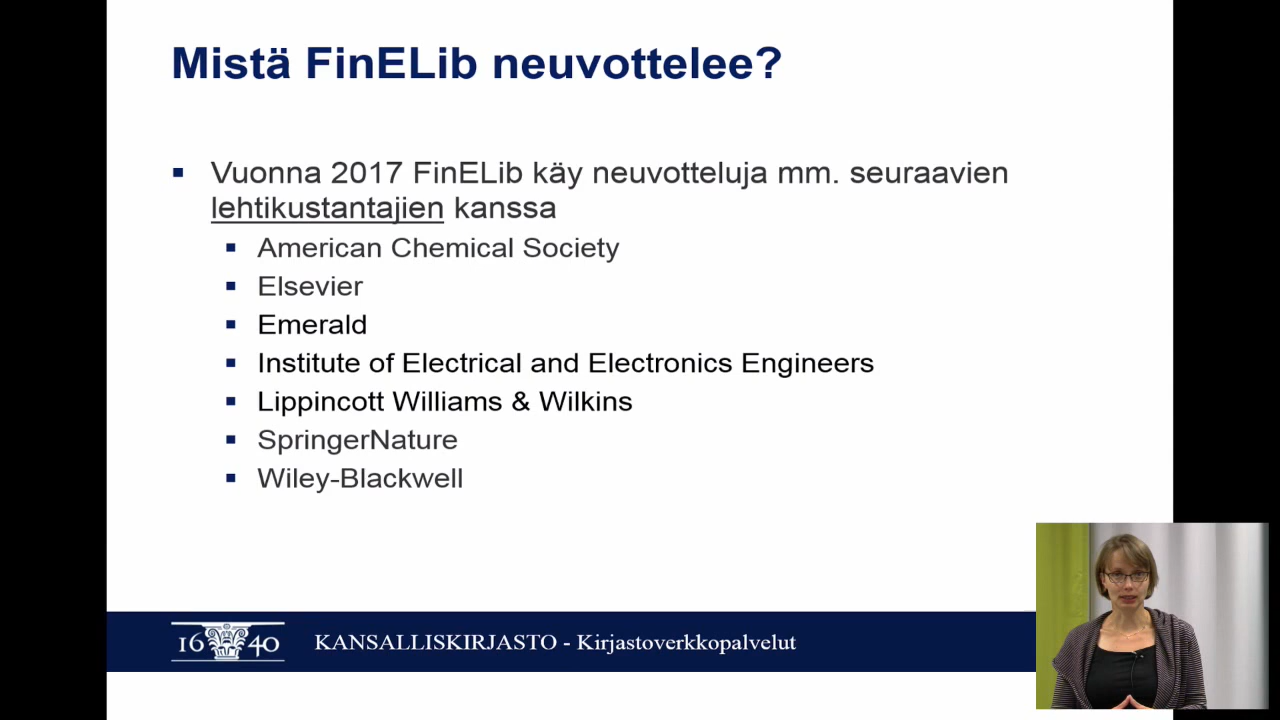 Mistä FinELib neuvottelee?
Vuonna 2017 FinELib käy neuvotteluja mm. seuraavien
lehtikustantajien kanssa
American Chemical Society
Elsevier
Emerald
Institute of Electrical and Electronics Engineers
Lippincott Williams & Wilkins
SpringerNature
Wiley-Blackwell
16 40
KANSALLISKIRJASTO - Kirjastoverkkopalvelut